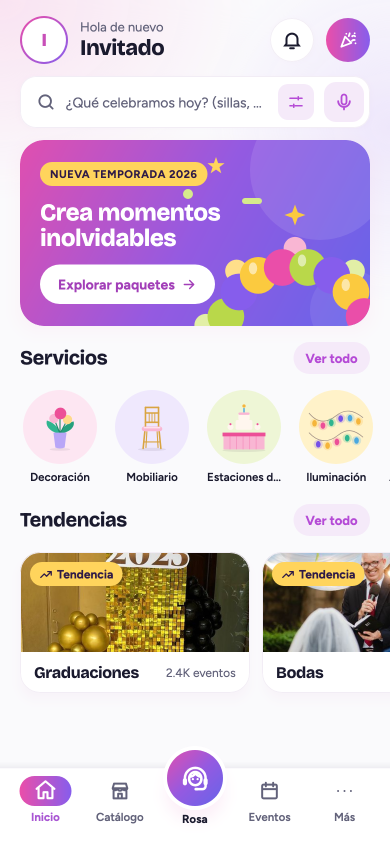 I
Hola de nuevo
Invitado
¿Qué celebramos hoy? (sillas, ...
NUEVA TEMPORADA 2026
Crea momentos
inolvidables
Explorar paquetes →
Servicios
Ver todo
Decoración
Mobiliario
Estaciones d...
Iluminación
Tendencias
Ver todo
2025
Tendencia
Tendencia
Graduaciones
2.4K eventos
Bodas
Inicio
Catálogo
Rosa
Eventos
Más